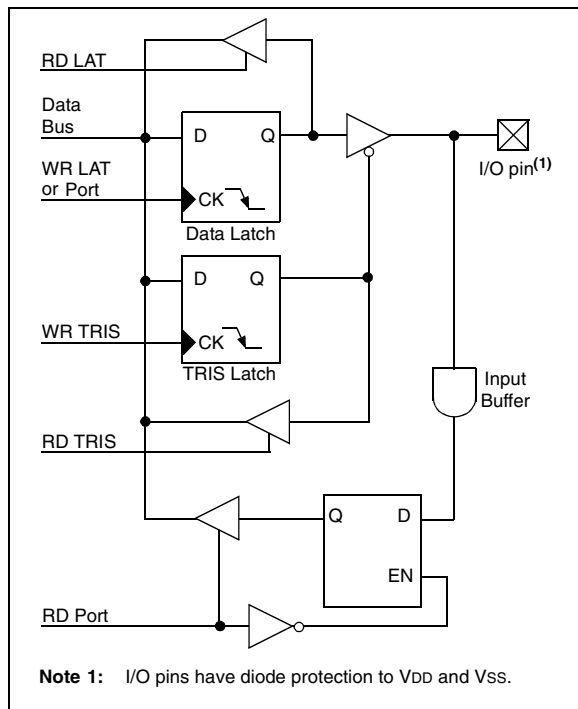 RD LAT
Data
Bus
D Q
WR LAT
or Port
CK
Data Latch
I/O pin(1)
D Q
WR TRIS
CK
TRIS Latch
Input
Buffer
RD TRIS
Q D
EN
RD Port
Note 1: I/O pins have diode protection to VDD and VSS.